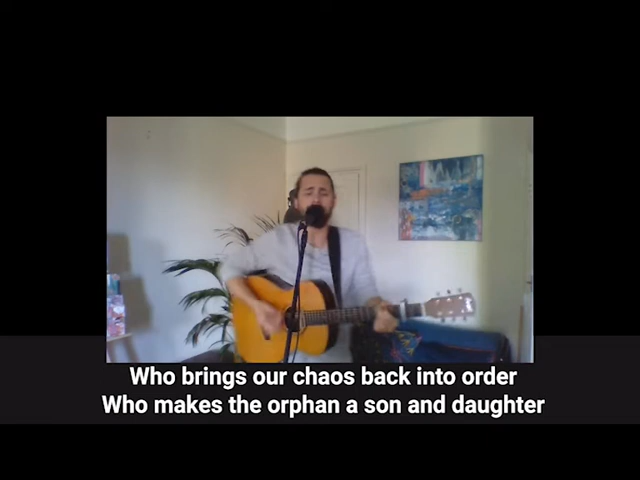 Who brings our chaos back into order
Who makes the orphan a son and daughter